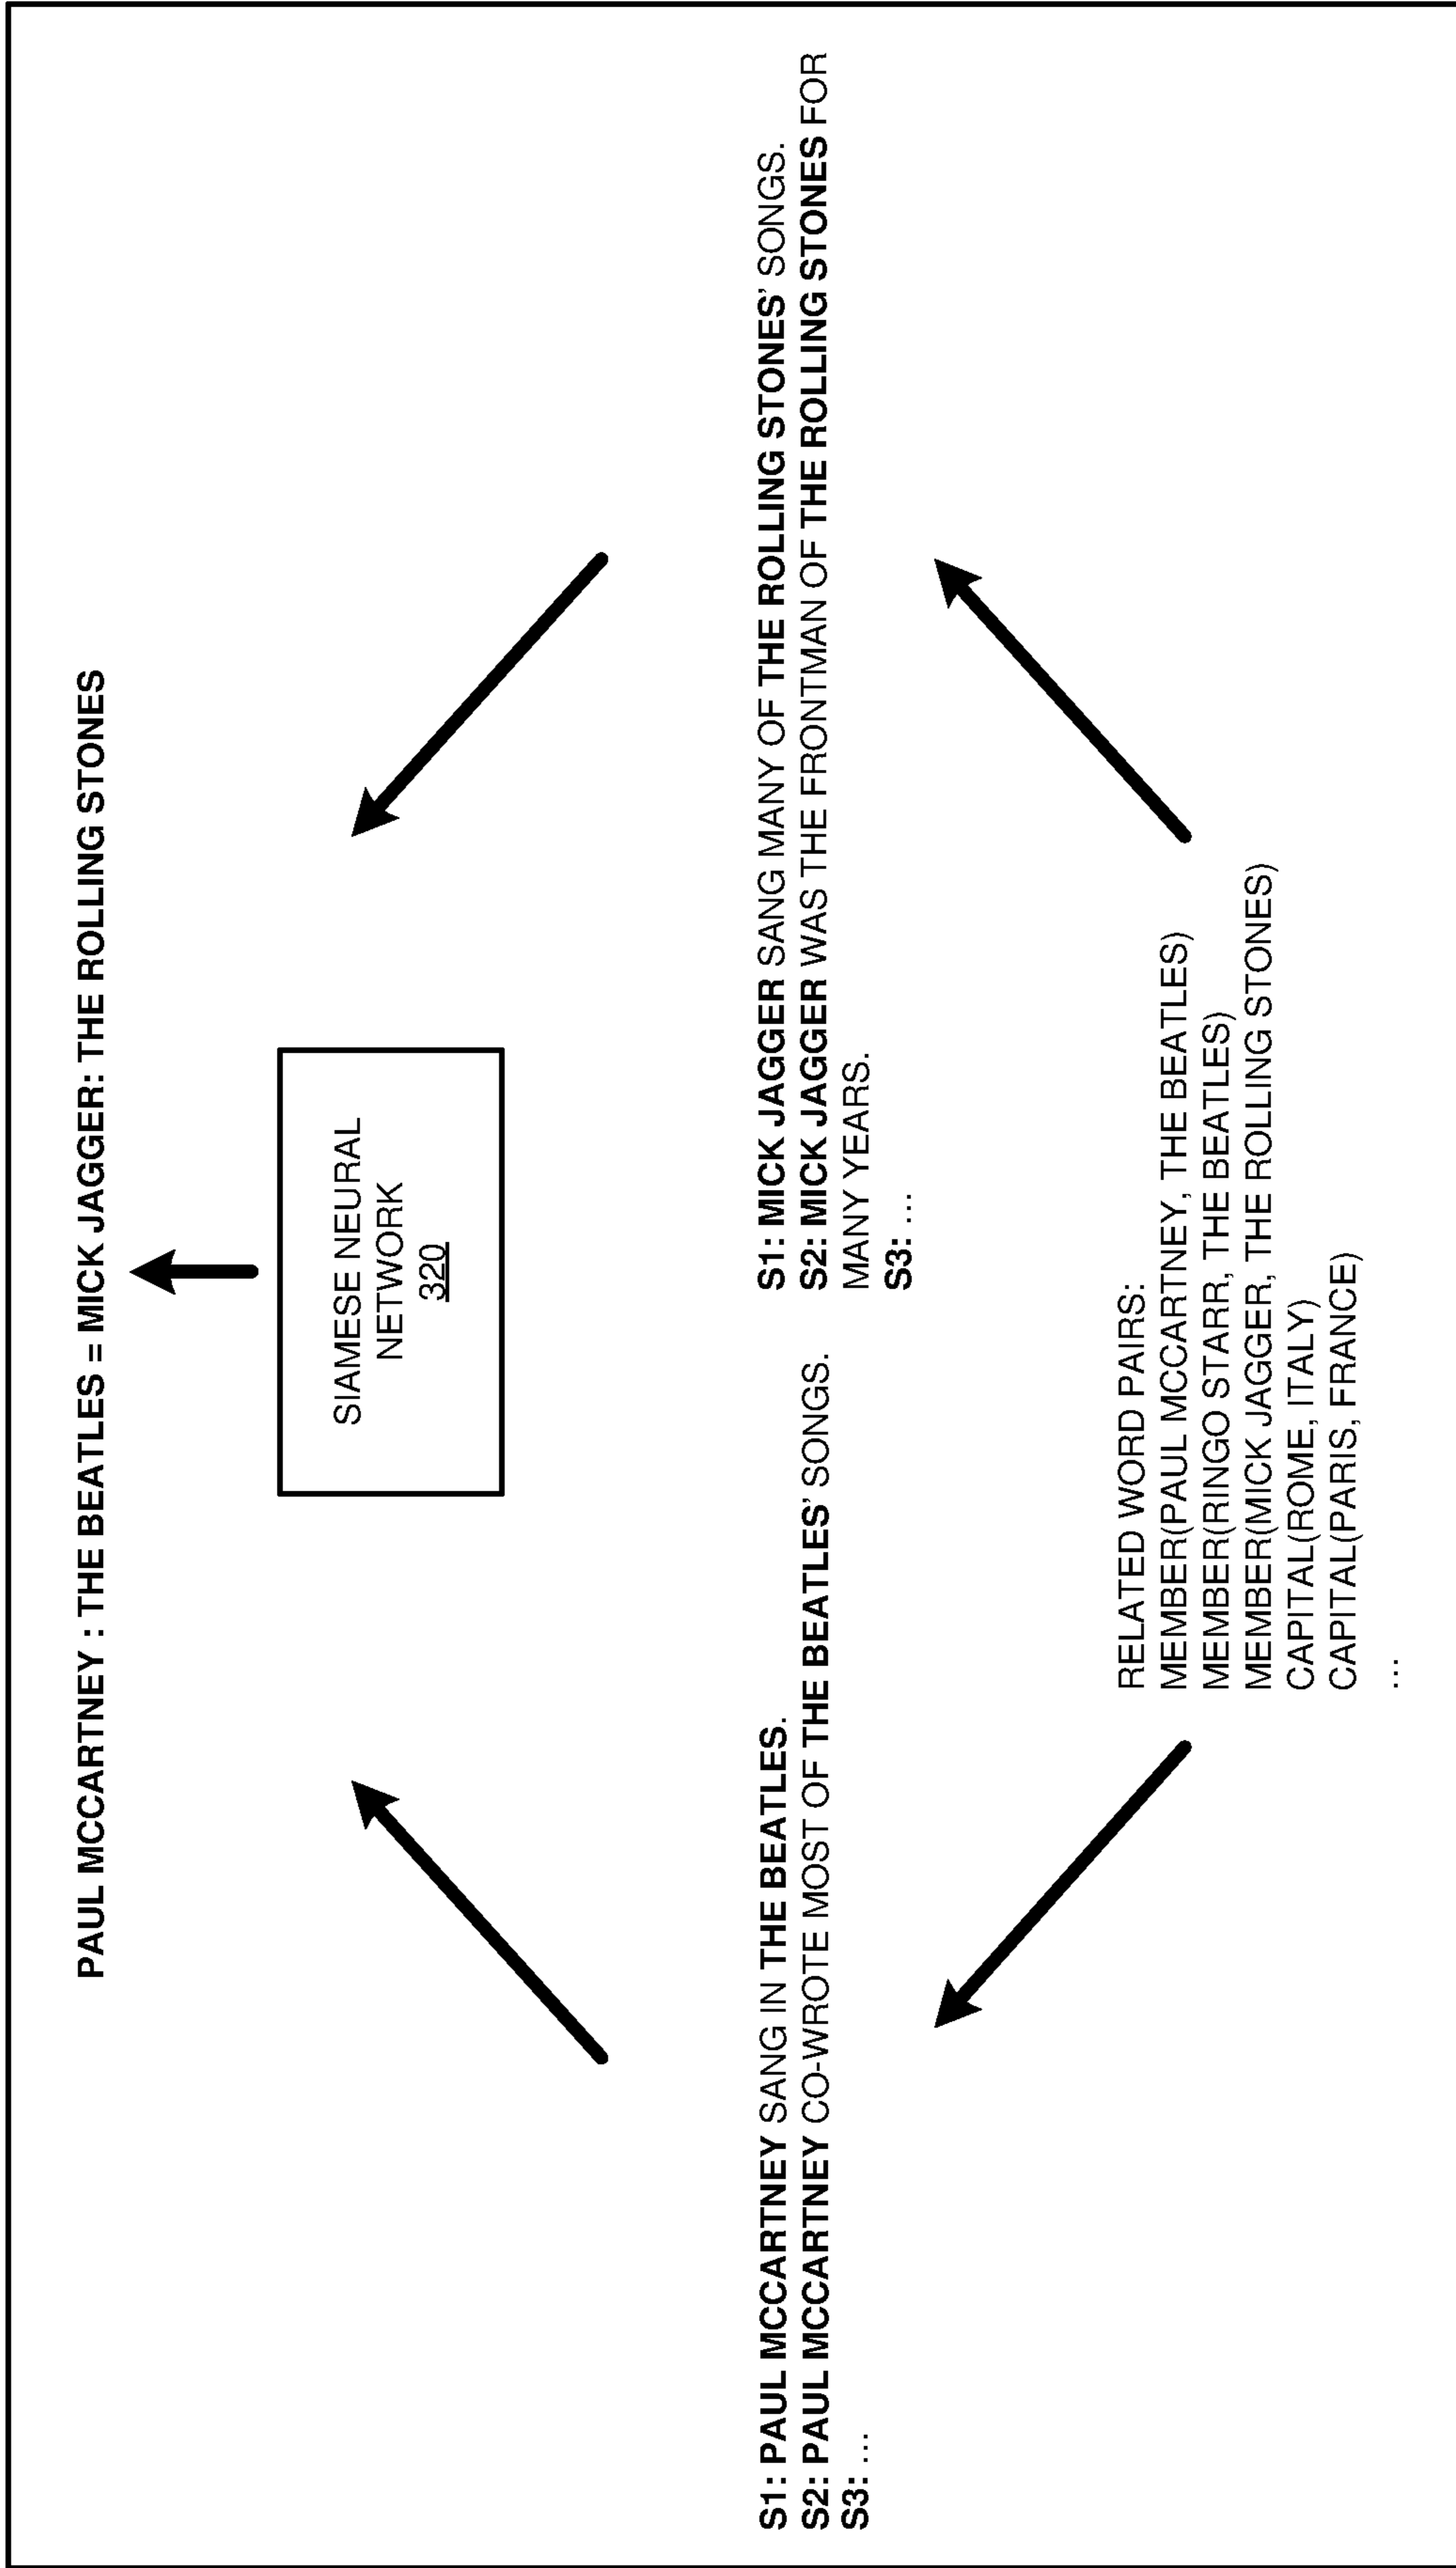 PAUL MCCARTNEY : THE BEATLES = MICK JAGGER: THE ROLLING STONES
SIAMESE NEURAL
NETWORK
320
S1: PAUL MCCARTNEY SANG IN THE BEATLES.
S2: PAUL MCCARTNEY CO-WROTE MOST OF THE BEATLES' SONGS.
S3: ...
S1: MICK JAGGER SANG MANY OF THE ROLLING STONES' SONGS.
S2: MICK JAGGER WAS THE FRONTMAN OF THE ROLLING STONES FOR
MANY YEARS.
S3: ...
RELATED WORD PAIRS:
MEMBER(PAUL MCCARTNEY, THE BEATLES)
MEMBER(RINGO STARR, THE BEATLES)
MEMBER(MICK JAGGER, THE ROLLING STONES)
CAPITAL(ROME, ITALY)
CAPITAL(PARIS, FRANCE)
...